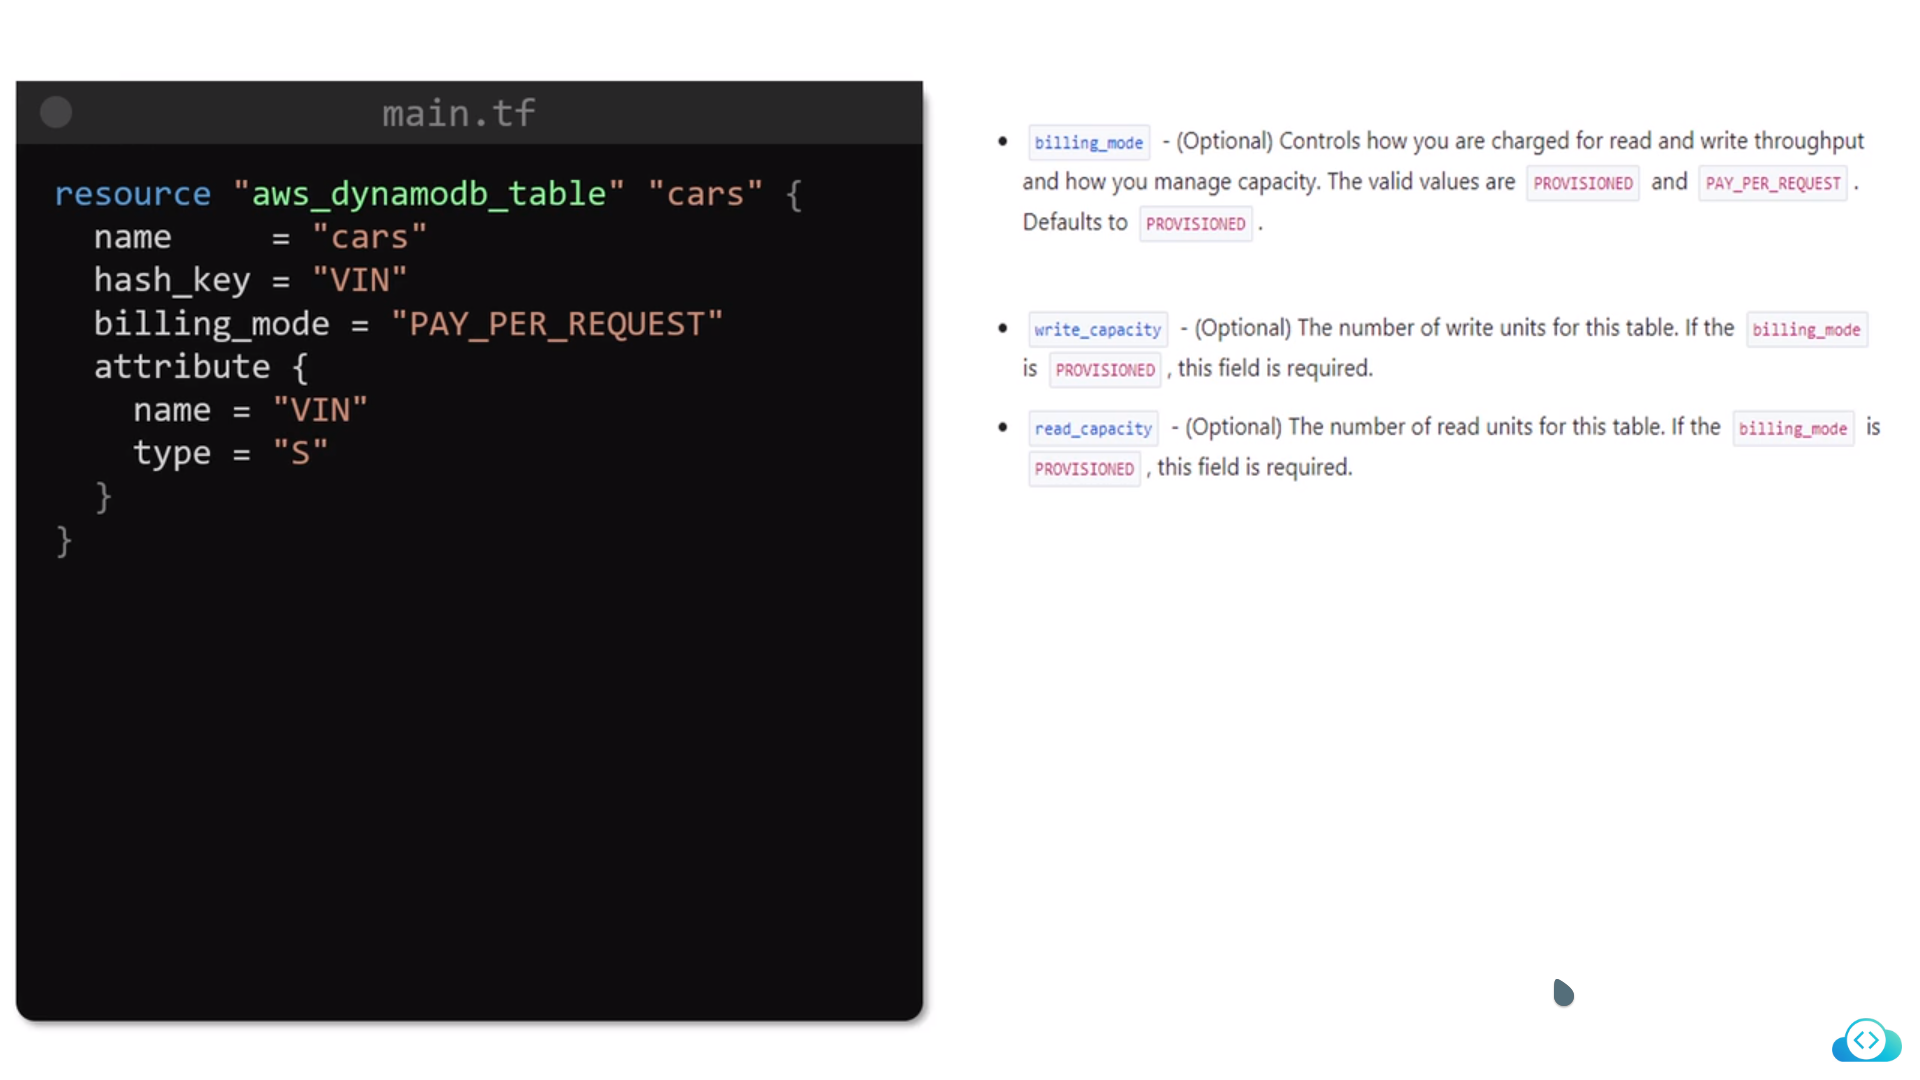 main.tf
resource "aws_dynamodb_table" "cars" {
  name     = "cars"
  hash_key = "VIN"
  billing_mode = "PAY_PER_REQUEST"
  attribute {
    name = "VIN"
    type = "S"
  }
}
• billing_mode - (Optional) Controls how you are charged for read and write throughput
and how you manage capacity. The valid values are PROVISIONED and PAY_PER_REQUEST .
Defaults to PROVISIONED .
• write_capacity - (Optional) The number of write units for this table. If the billing_mode
is PROVISIONED , this field is required.
• read_capacity - (Optional) The number of read units for this table. If the billing_mode is
PROVISIONED , this field is required.